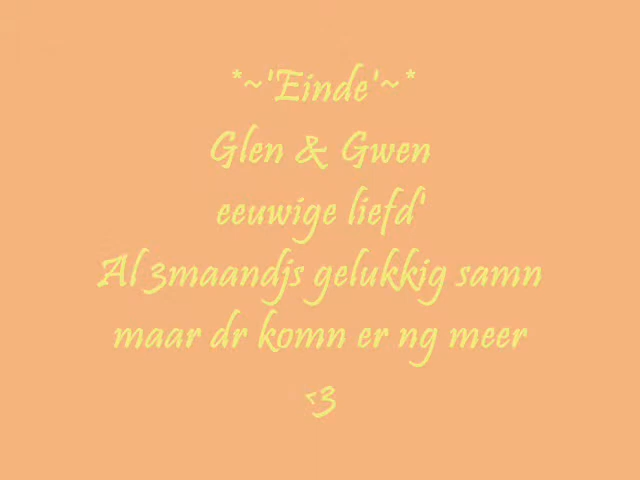 *~'Einde'~*
Glen & Gwen
eeuwige liefd'
Al 3maandjs gelukkig samn
maar dr komn er ng meer
<3